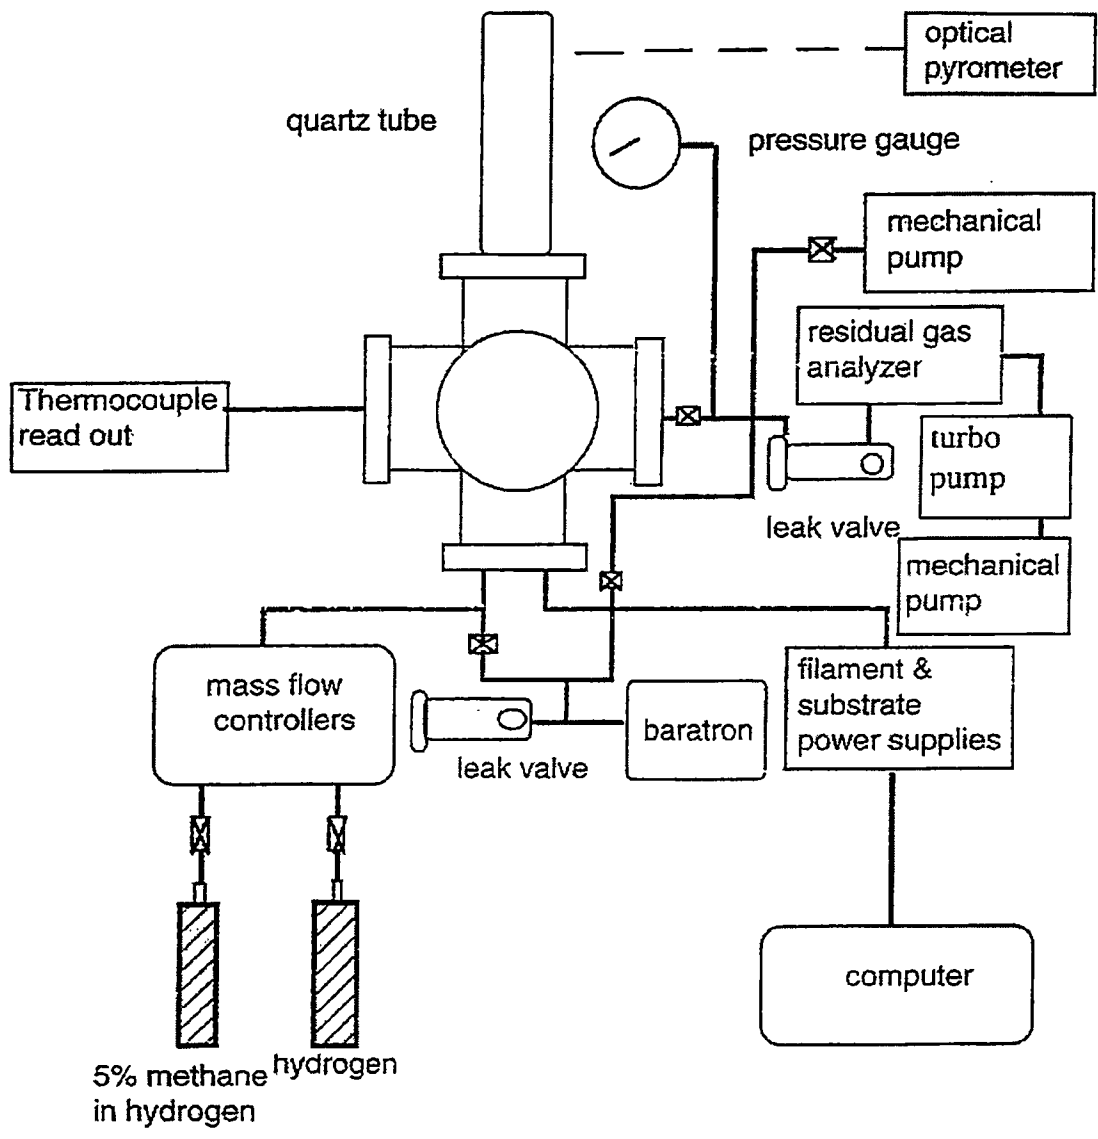 optical
pyrometer
quartz tube
pressure gauge
mechanical
pump
residual gas
analyzer
Thermocouple
read out
turbo
pump
leak valve
mechanical
pump
mass flow
controllers
filament &
substrate
power supplies
baratron
leak valve
computer
5% methane
in hydrogen
hydrogen